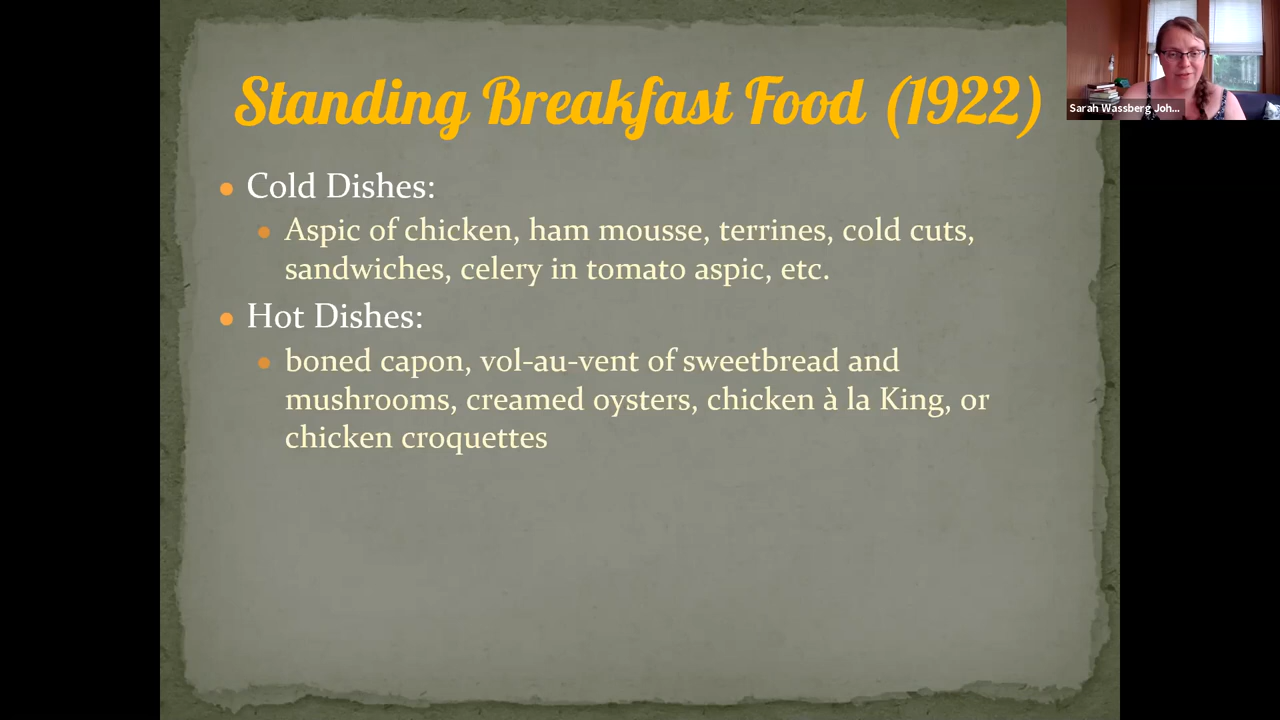 Standing Breakfast Food (1922)
Cold Dishes:
Aspic of chicken, ham mousse, terrines, cold cuts,
sandwiches, celery in tomato aspic, etc.
Hot Dishes:
boned capon, vol-au-vent of sweetbread and
mushrooms, creamed oysters, chicken à la King, or
chicken croquettes
Sarah Wassberg Joh...